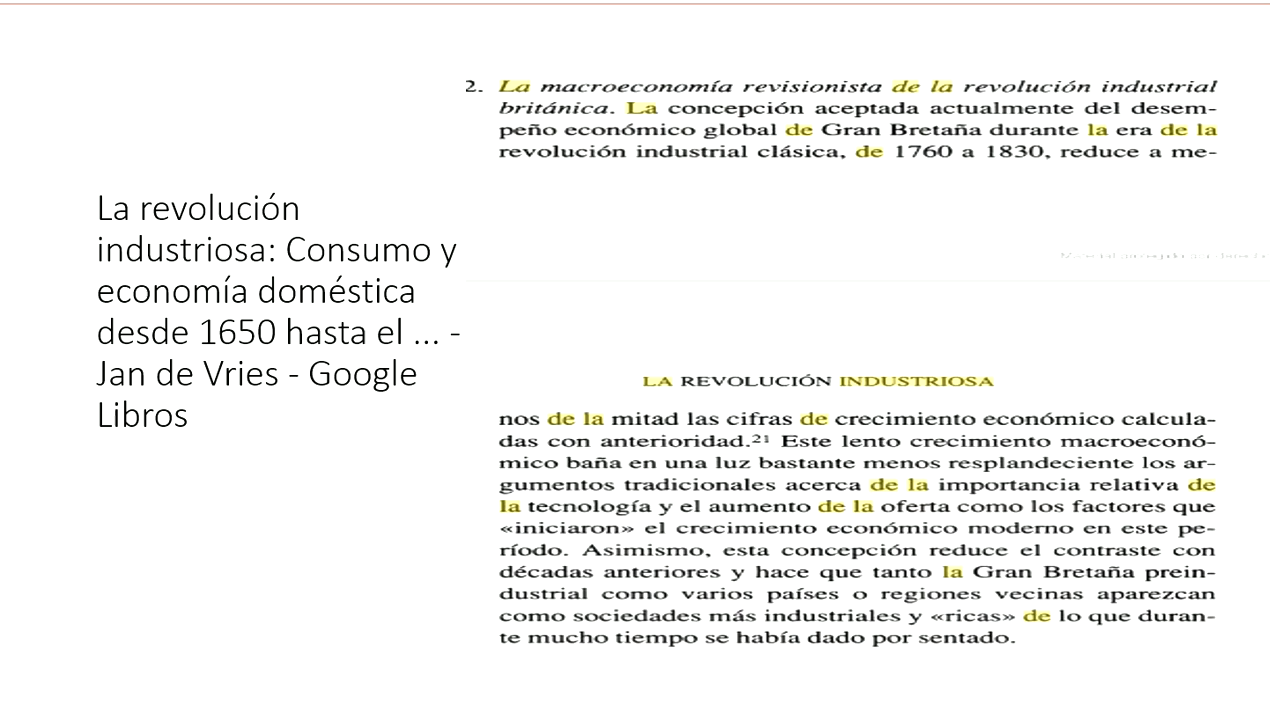 La revolución
industriosa: Consumo y
economía doméstica
desde 1650 hasta el ... -
Jan de Vries - Google
Libros
2. La macroeconomía revisionista de la revolución industrial
británica. La concepción aceptada actualmente del desem-
peño económico global de Gran Bretaña durante la era de la
revolución industrial clásica, de 1760 a 1830, reduce a me-
LA REVOLUCIÓN INDUSTRIOSA
nos de la mitad las cifras de crecimiento económico calcula-
das con anterioridad.²¹ Este lento crecimiento macroeconó-
mico baña en una luz bastante menos resplandeciente los ar-
gumentos tradicionales acerca de la importancia relativa de
la tecnología y el aumento de la oferta como los factores que
«iniciaron» el crecimiento económico moderno en este pe-
ríodo. Asimismo, esta concepción reduce el contraste con
décadas anteriores y hace que tanto la Gran Bretaña prein-
dustrial como varios países o regiones vecinas aparezcan
como sociedades más industriales y «ricas» de lo que duran-
te mucho tiempo se había dado por sentado.